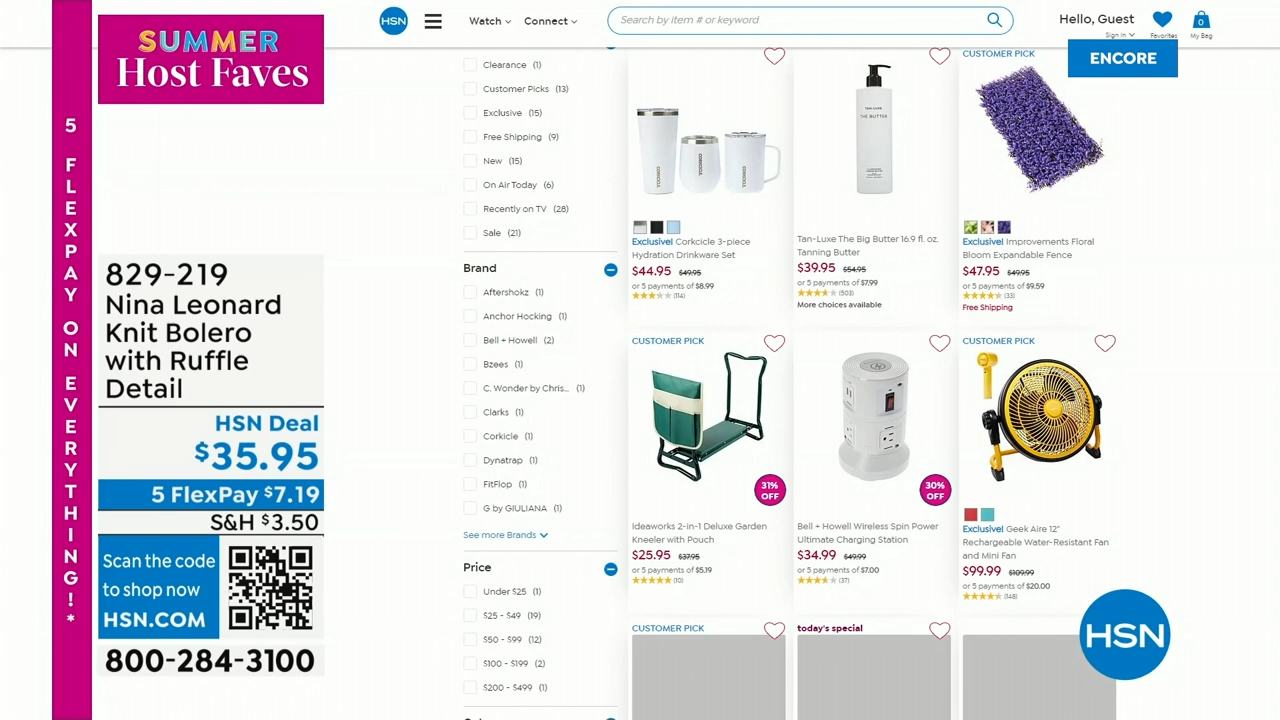 SUMMER
Host Faves
5 FLEXPAY ON EVERYTHING!*
829-219
Nina Leonard
Knit Bolero
with Ruffle
Detail
HSN Deal
$35.95
5 FlexPay $7.19
S&H $3.50
Scan the code
to shop now
HSN.COM
800-284-3100
HSN
Watch
Connect
Search by item # or keyword
Hello, Guest
Sign In
Favorites
0
My Bag
ENCORE
Clearance (1)
Customer Picks (13)
Exclusive (15)
Free Shipping (9)
New (15)
On Air Today (6)
Recently on TV (28)
Sale (21)
Brand
Aftershokz (1)
Anchor Hocking (1)
Bell + Howell (2)
Bzees (1)
C. Wonder by Chris... (1)
Clarks (1)
Corkcicle (1)
Dynatrap (1)
FitFlop (1)
G by GIULIANA (1)
See more Brands
Price
Under $25 (1)
$25 - $49 (19)
$50 - $99 (12)
$100 - $199 (2)
$200 - $499 (1)
CORKCICLE
CORKCICLE
CORKCICLE
Exclusive! Corkcicle 3-piece
Hydration Drinkware Set
$44.95 $49.95
or 5 payments of $8.99
(114)
TAN-LUXE
THE BUTTER
Tan-Luxe The Big Butter 16.9 fl. oz.
Tanning Butter
$39.95 $54.95
or 5 payments of $7.99
(503)
More choices available
CUSTOMER PICK
Exclusive! Improvements Floral
Bloom Expandable Fence
$47.95 $49.95
or 5 payments of $9.59
(33)
Free Shipping
CUSTOMER PICK
31%
OFF
Ideaworks 2-in-1 Deluxe Garden
Kneeler with Pouch
$25.95 $37.95
or 5 payments of $5.19
(10)
30%
OFF
Bell + Howell Wireless Spin Power
Ultimate Charging Station
$34.99 $49.99
or 5 payments of $7.00
(37)
CUSTOMER PICK
Exclusive! Geek Aire 12"
Rechargeable Water-Resistant Fan
and Mini Fan
$99.99 $109.99
or 5 payments of $20.00
(148)
CUSTOMER PICK
today's special
HSN